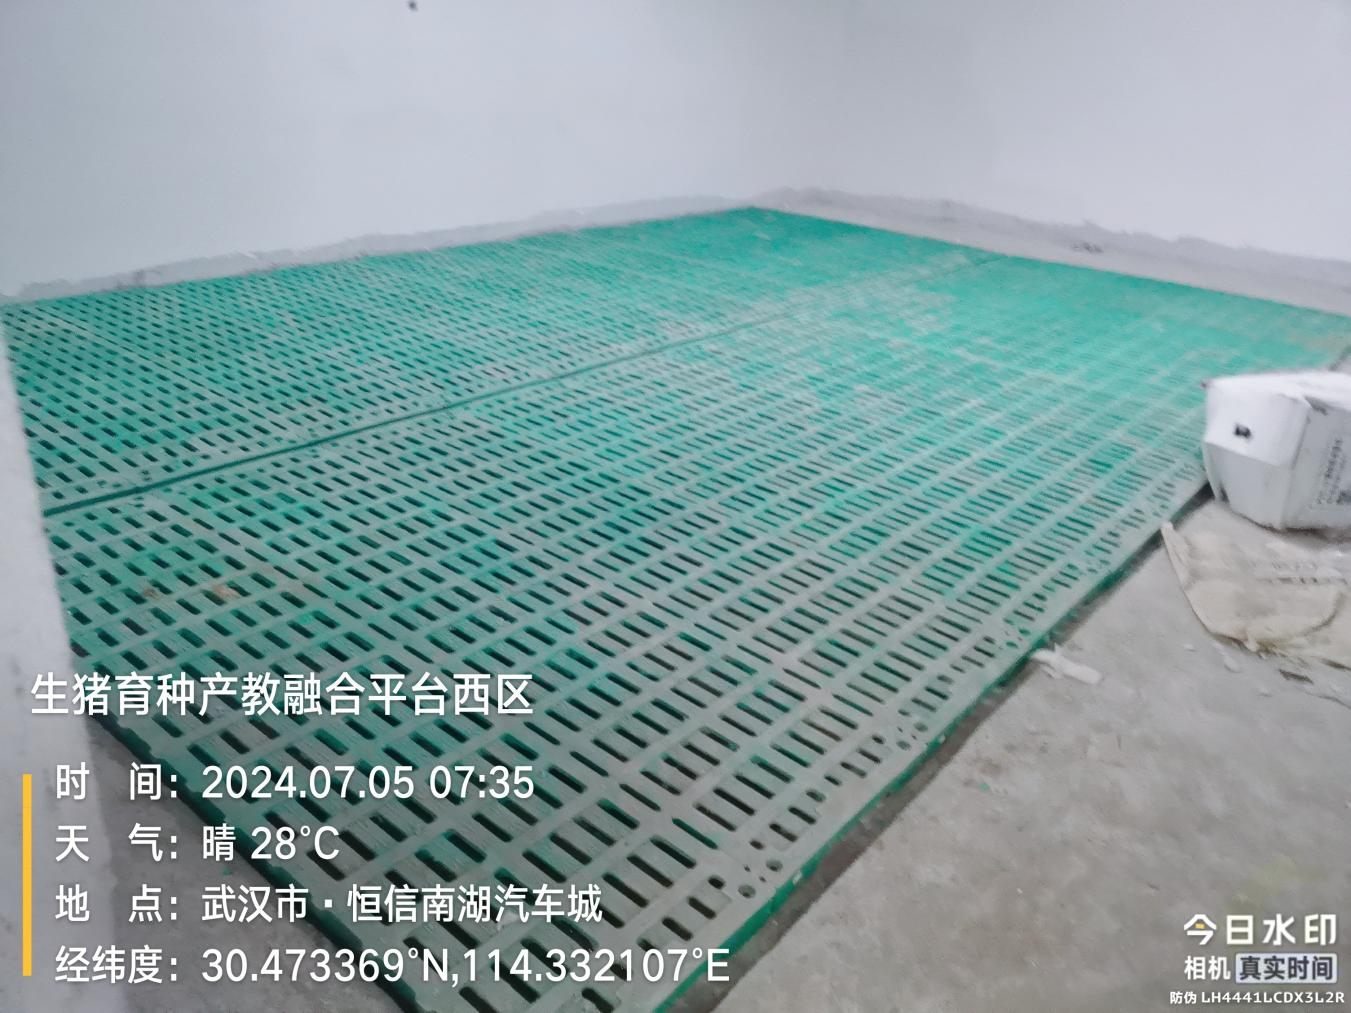 生猪育种产教融合平台西区
时 间：2024.07.05 07:35
天 气：晴 28°C
地 点：武汉市·恒信南湖汽车城
经纬度：30.473369°N,114.332107°E
今日水印
相机 真实时间
防伪 LH4441LCDX3L2R